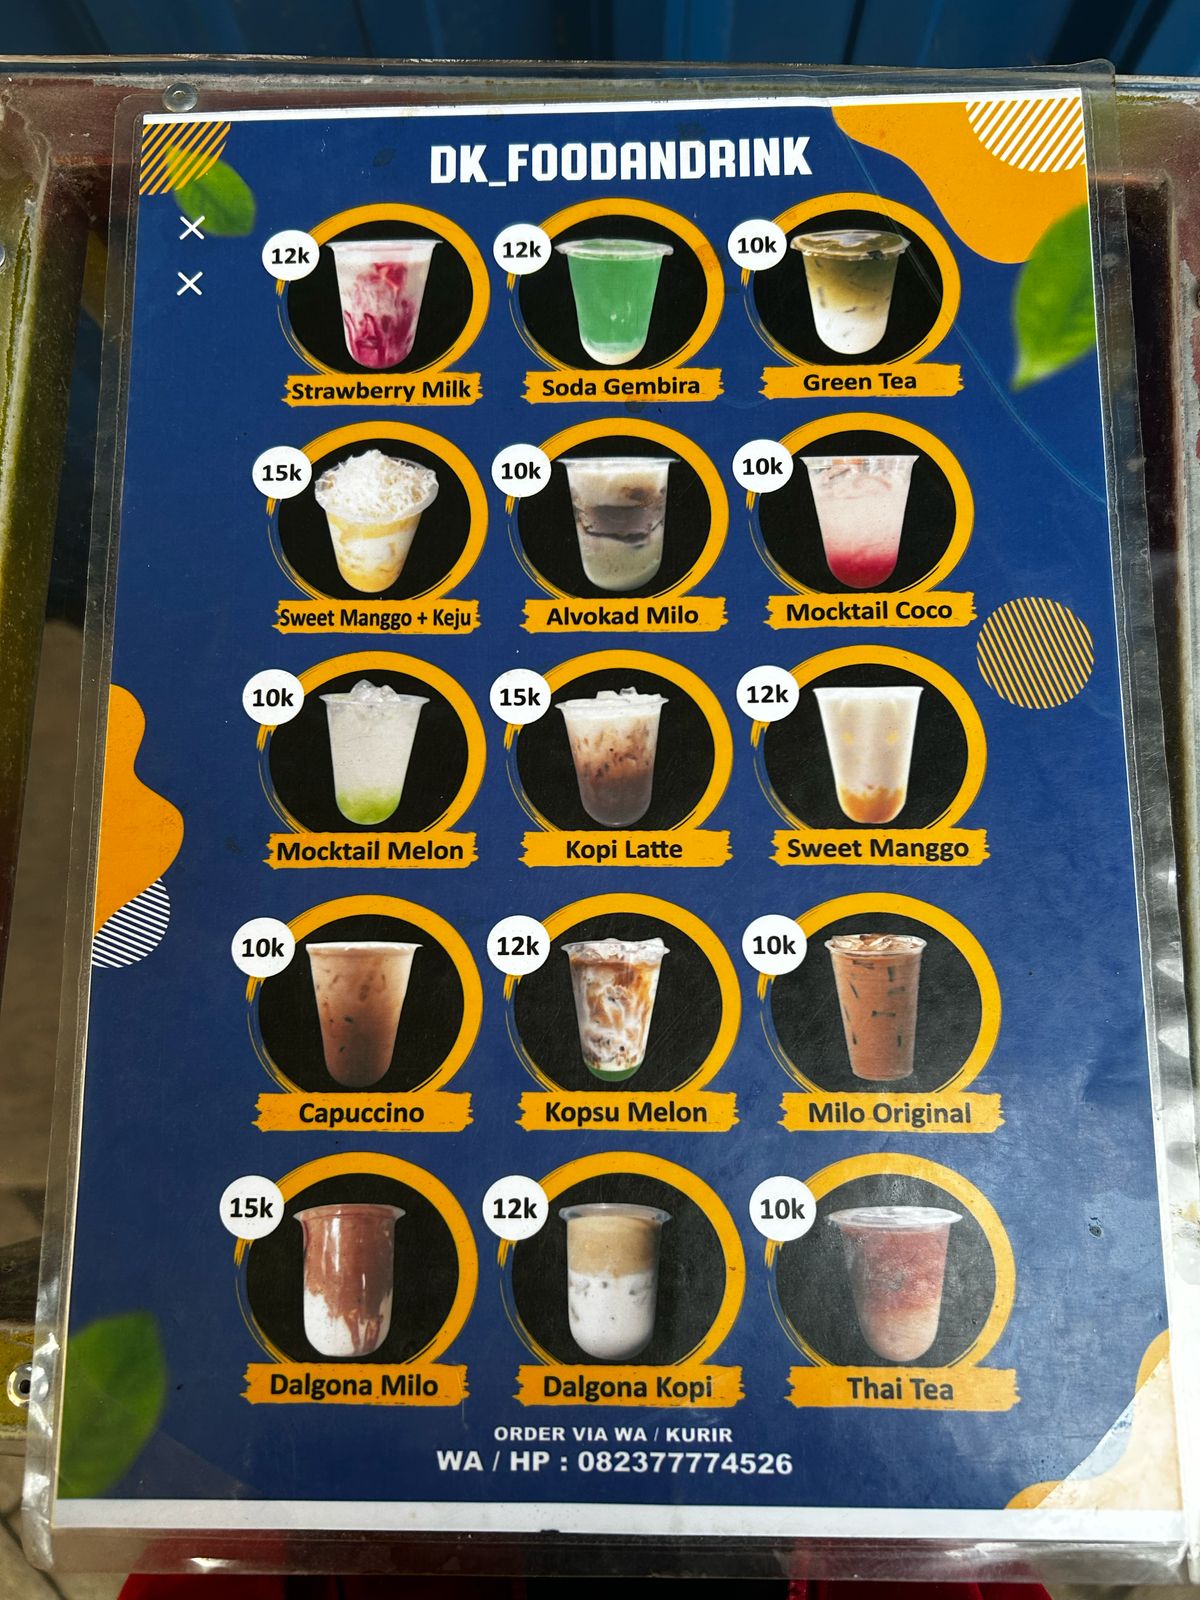 DK_FOODANDRINK
12k
12k
10k
Strawberry Milk
Soda Gembira
Green Tea
15k
10k
10k
Sweet Manggo + Keju
Alvokad Milo
Mocktail Coco
10k
15k
12k
Mocktail Melon
Kopi Latte
Sweet Manggo
10k
12k
10k
Capuccino
Kopsu Melon
Milo Original
15k
12k
10k
Dalgona Milo
Dalgona Kopi
Thai Tea
ORDER VIA WA / KURIR
WA / HP : 082377774526